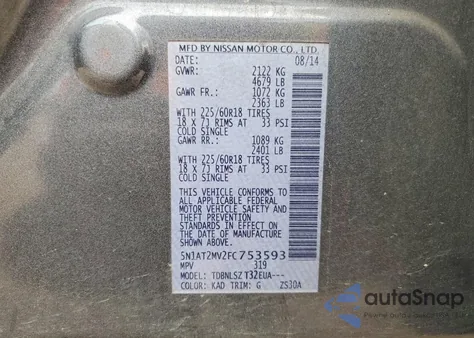 MFD BY NISSAN MOTOR CO., LTD.
DATE: 08/14
GVWR: 2122 KG
4679 LB
GAWR FR.: 1072 KG
2363 LB
WITH 225/60R18 TIRES
18 X 7J RIMS AT 33 PSI
COLD SINGLE
GAWR RR.: 1089 KG
2401 LB
WITH 225/60R18 TIRES
18 X 7J RIMS AT 33 PSI
COLD SINGLE
THIS VEHICLE CONFORMS TO
ALL APPLICABLE FEDERAL
MOTOR VEHICLE SAFETY AND
THEFT PREVENTION
STANDARDS IN EFFECT ON
THE DATE OF MANUFACTURE
SHOWN ABOVE.
5N1AT2MV2FC753593
MPV 319
MODEL: TDBNLSZ T32EUA---
COLOR: KAD TRIM: G ZS30A
autoSnap